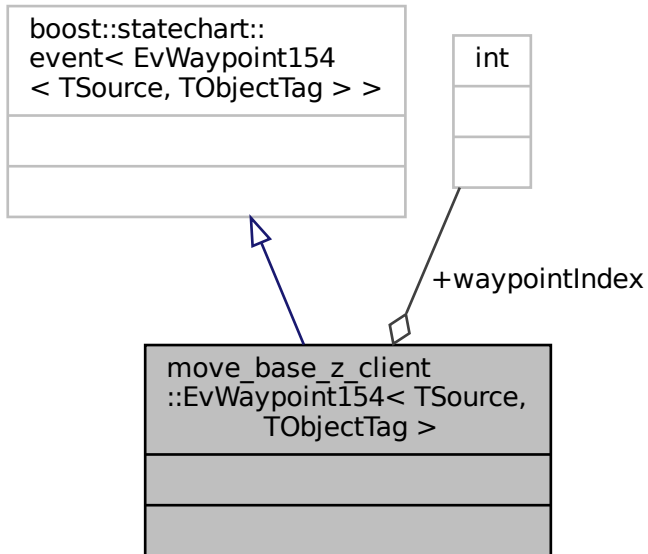 boost::statechart::
event< EvWaypoint154
< TSource, TObjectTag > >
int
+waypointIndex
move_base_z_client
::EvWaypoint154< TSource,
TObjectTag >